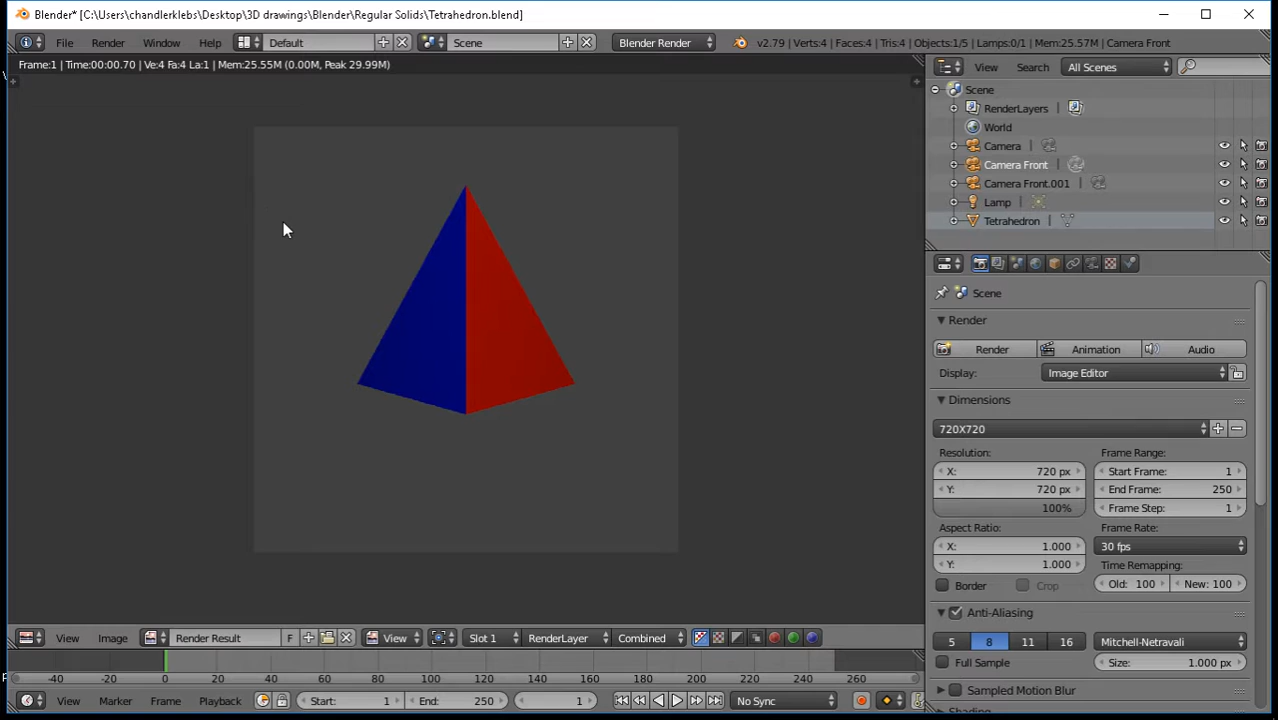 Blender* [C:\Users\chandlerklebs\Desktop\3D drawings\Blender\Regular Solids\Tetrahedron.blend]
File Render Window Help Default Scene Blender Render v2.79 | Verts:4 | Faces:4 | Tris:4 | Objects:1/5 | Lamps:0/1 | Mem:25.57M | Camera Front
Frame:1 | Time:00:00.70 | Ve:4 Fa:4 La:1 | Mem:25.55M (0.00M, Peak 29.99M)
View Search All Scenes
Scene
RenderLayers
World
Camera
Camera Front
Camera Front.001
Lamp
Tetrahedron
Scene
Render
Render Animation Audio
Display: Image Editor
Dimensions
720X720
Resolution: Frame Range:
X: 720 px Start Frame: 1
Y: 720 px End Frame: 250
100% Frame Step: 1
Aspect Ratio: Frame Rate:
X: 1.000 30 fps
Y: 1.000 Time Remapping:
Border Crop Old: 100 New: 100
Anti-Aliasing
5 8 11 16 Mitchell-Netravali
Full Sample Size: 1.000 px
Sampled Motion Blur
View Image Render Result F View Slot 1 RenderLayer Combined
-40 -20 0 20 40 60 80 100 120 140 160 180 200 220 240 260
View Marker Frame Playback Start: 1 End: 250 1 No Sync